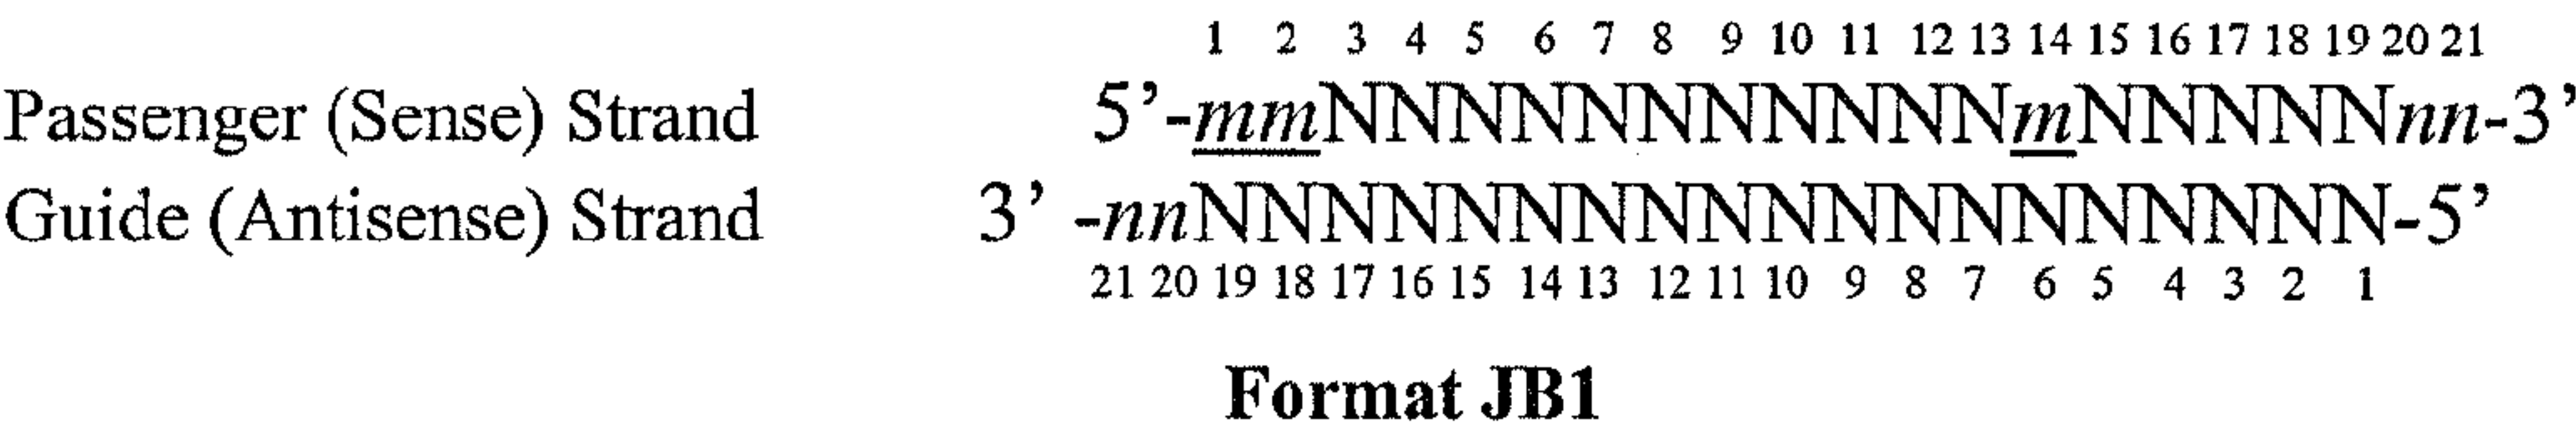 1 2 3 4 5 6 7 8 9 10 11 12 13 14 15 16 17 18 19 20 21
Passenger (Sense) Strand 5’-mmNNNNNNNNNNNmNNNNNnn-3’
Guide (Antisense) Strand 3’ -nnNNNNNNNNNNNNNNNNNNN-5’
21 20 19 18 17 16 15 14 13 12 11 10 9 8 7 6 5 4 3 2 1
Format JB1